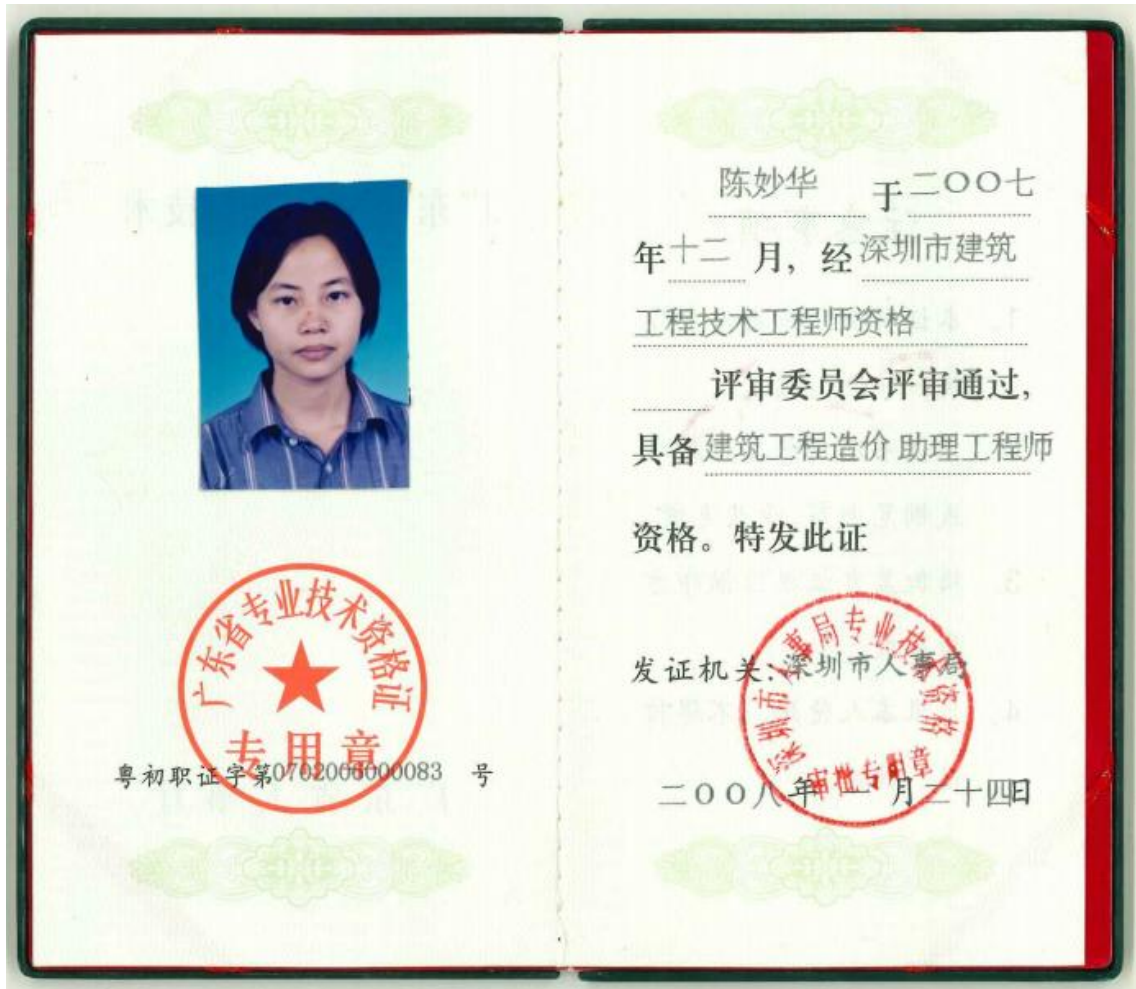 广东省专业技术资格证
专用章
粤初职证字第0702006000083 号
陈妙华 于二〇〇七
年十二月，经深圳市建筑
工程技术工程师资格
评审委员会评审通过，
具备建筑工程造价 助理工程师
资格。特发此证
发证机关:深圳市人事局
深圳市人事局专业技术资格
审批专用章
二〇〇八年一月二十四日